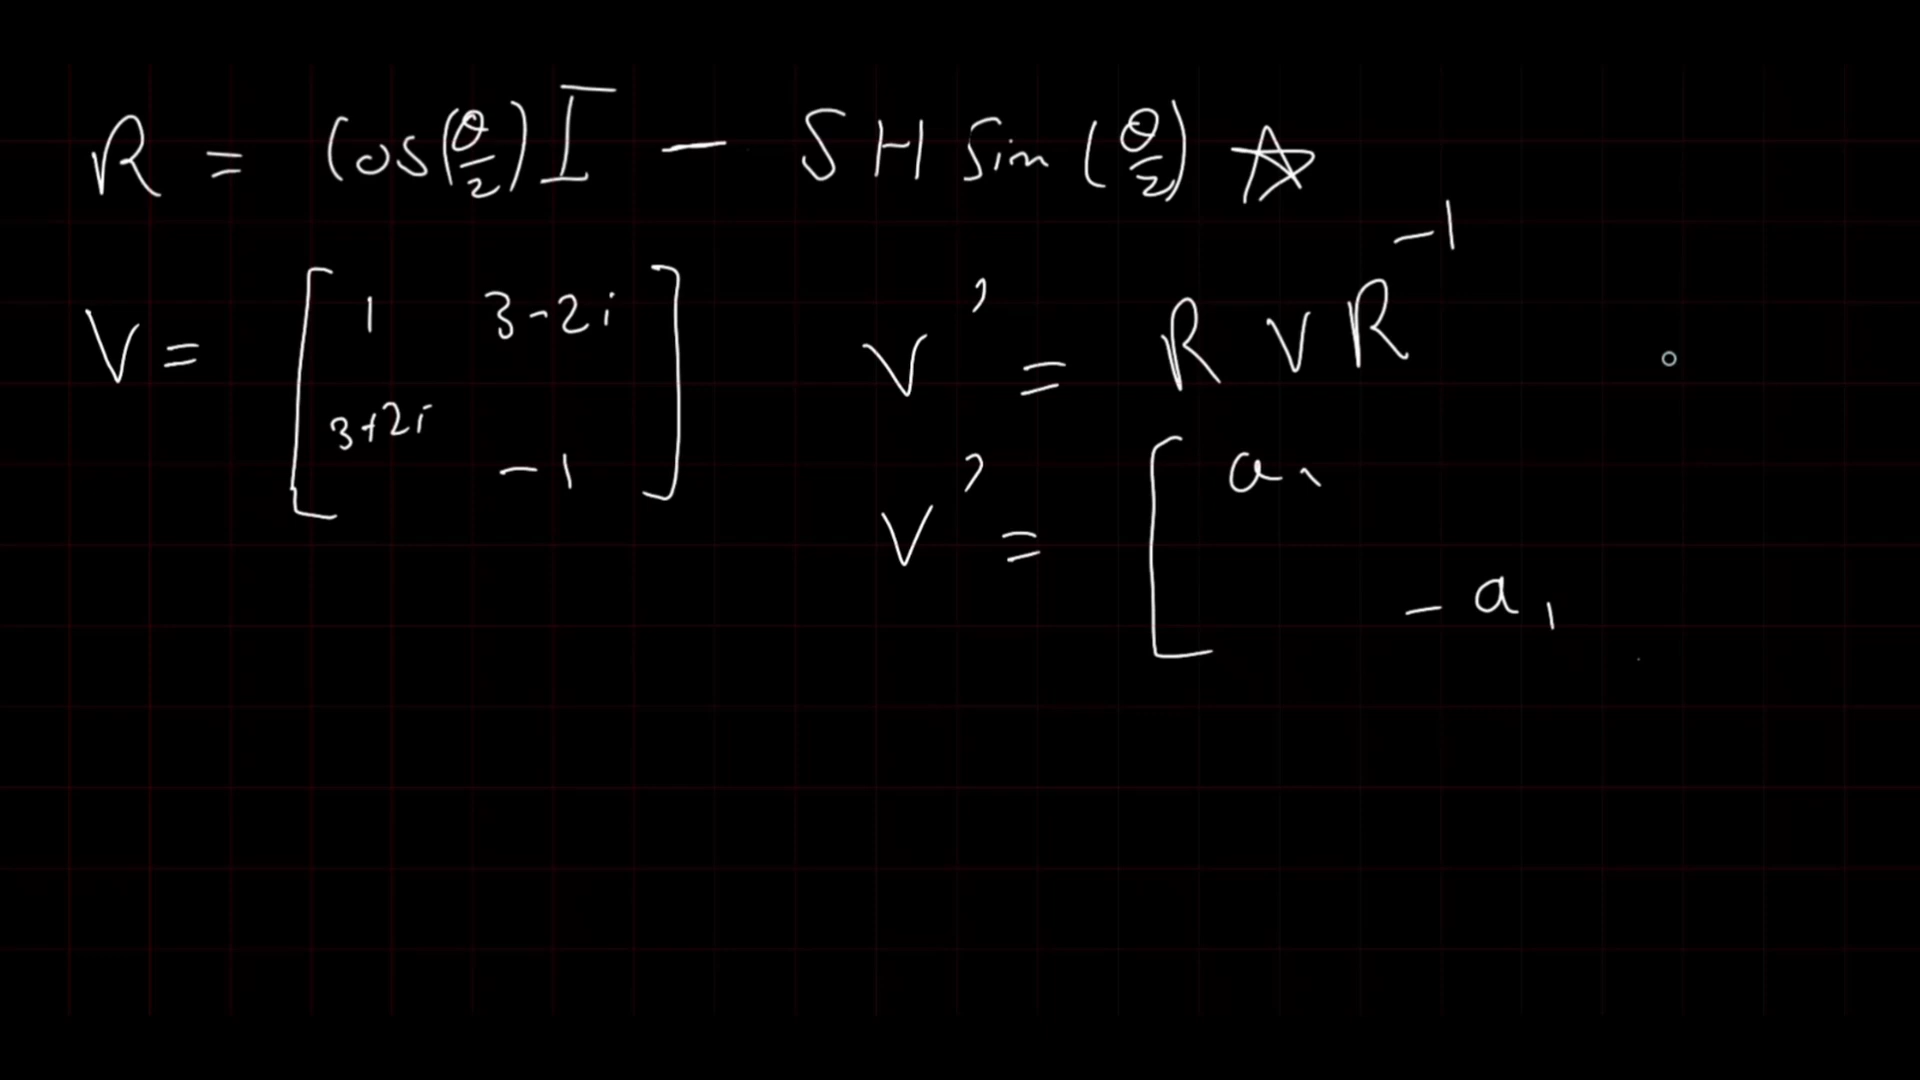 R = Cos(θ/2) I − SH Sin(θ/2) ☆
V = [ 1 3-2i
3+2i -1 ]
V' = R V R⁻¹
V' = [ a₁
-a₁